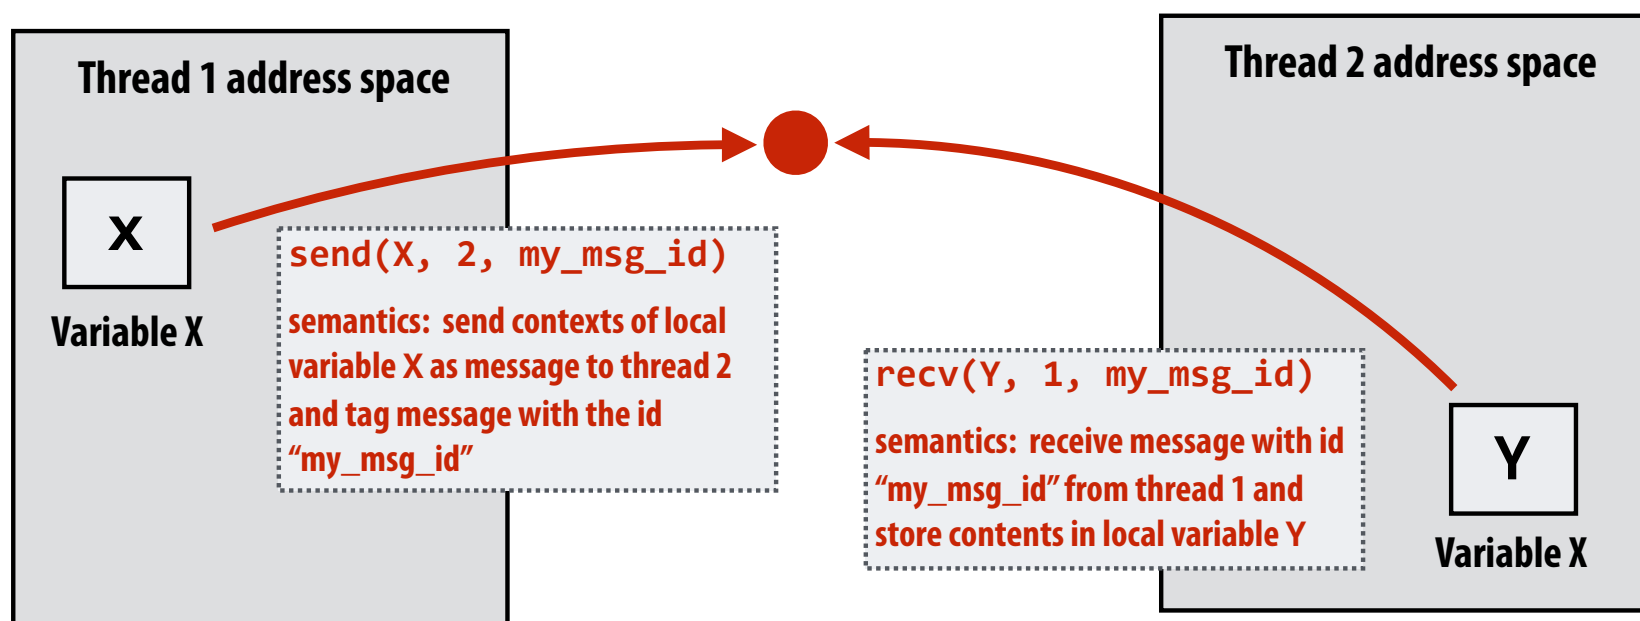 Thread 1 address space
x
Variable X
send(X, 2, my_msg_id)
semantics: send contexts of local
variable X as message to thread 2
and tag message with the id
“my_msg_id”
Thread 2 address space
recv(Y, 1, my_msg_id)
semantics: receive message with id
“my_msg_id” from thread 1 and
store contents in local variable Y
Y
Variable X